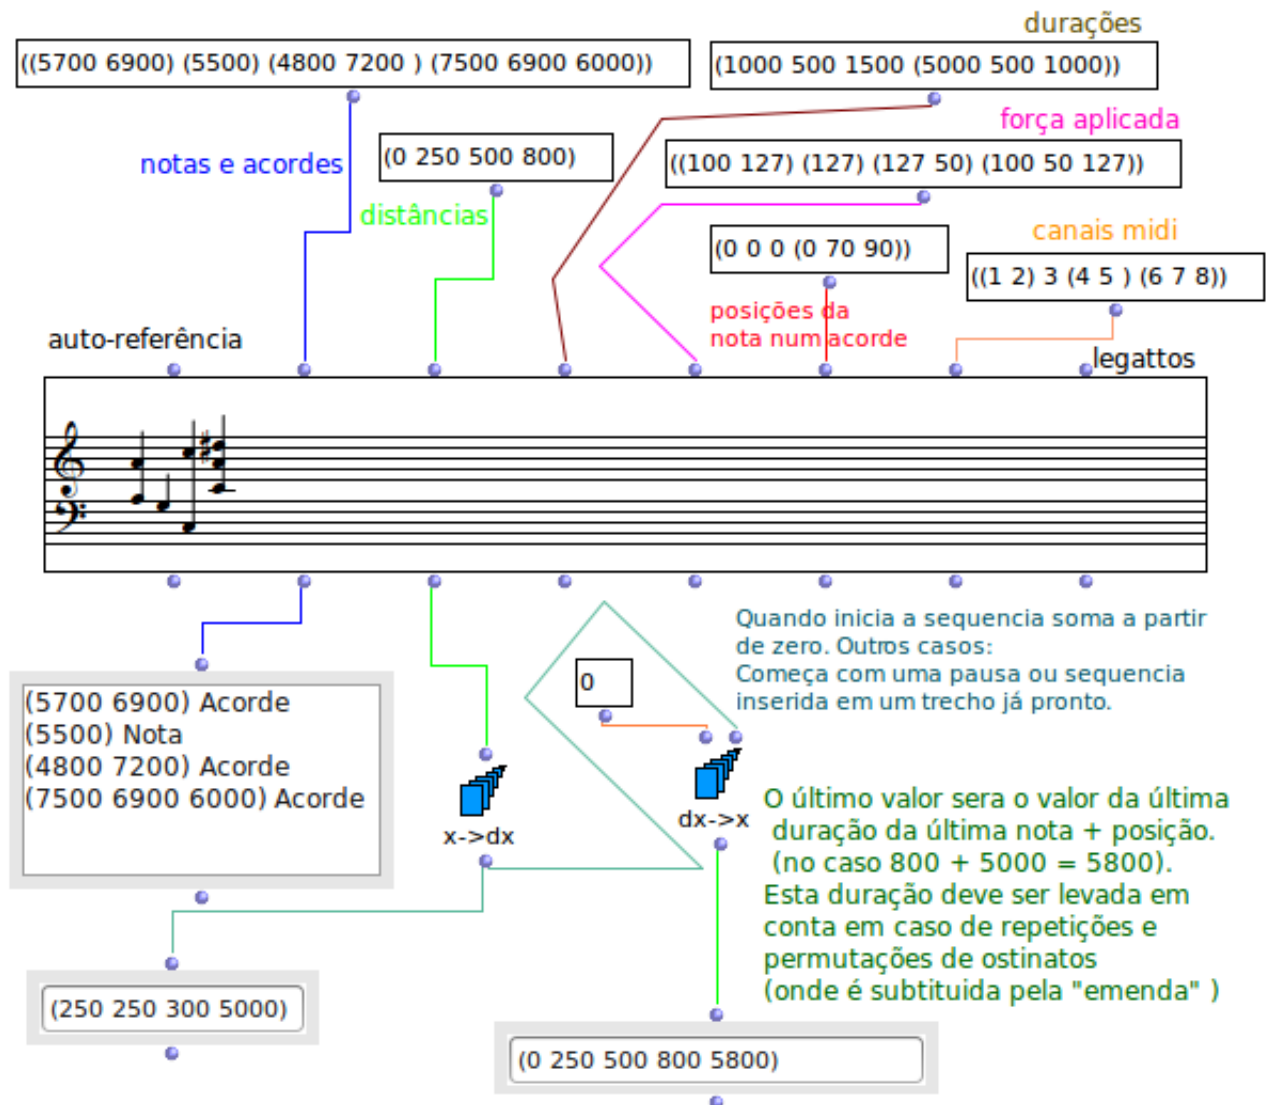 durações
((5700 6900) (5500) (4800 7200 ) (7500 6900 6000))
(1000 500 1500 (5000 500 1000))
força aplicada
notas e acordes
(0 250 500 800)
((100 127) (127) (127 50) (100 50 127))
distâncias
(0 0 0 (0 70 90))
canais midi
((1 2) 3 (4 5 ) (6 7 8))
posições da
nota num acorde
auto-referência
legattos
Quando inicia a sequencia soma a partir
de zero. Outros casos:
Começa com uma pausa ou sequencia
inserida em um trecho já pronto.
0
(5700 6900) Acorde
(5500) Nota
(4800 7200) Acorde
(7500 6900 6000) Acorde
x->dx
dx->x
O último valor sera o valor da última
duração da última nota + posição.
(no caso 800 + 5000 = 5800).
Esta duração deve ser levada em
conta em caso de repetições e
permutações de ostinatos
(onde é subtituida pela "emenda" )
(250 250 300 5000)
(0 250 500 800 5800)